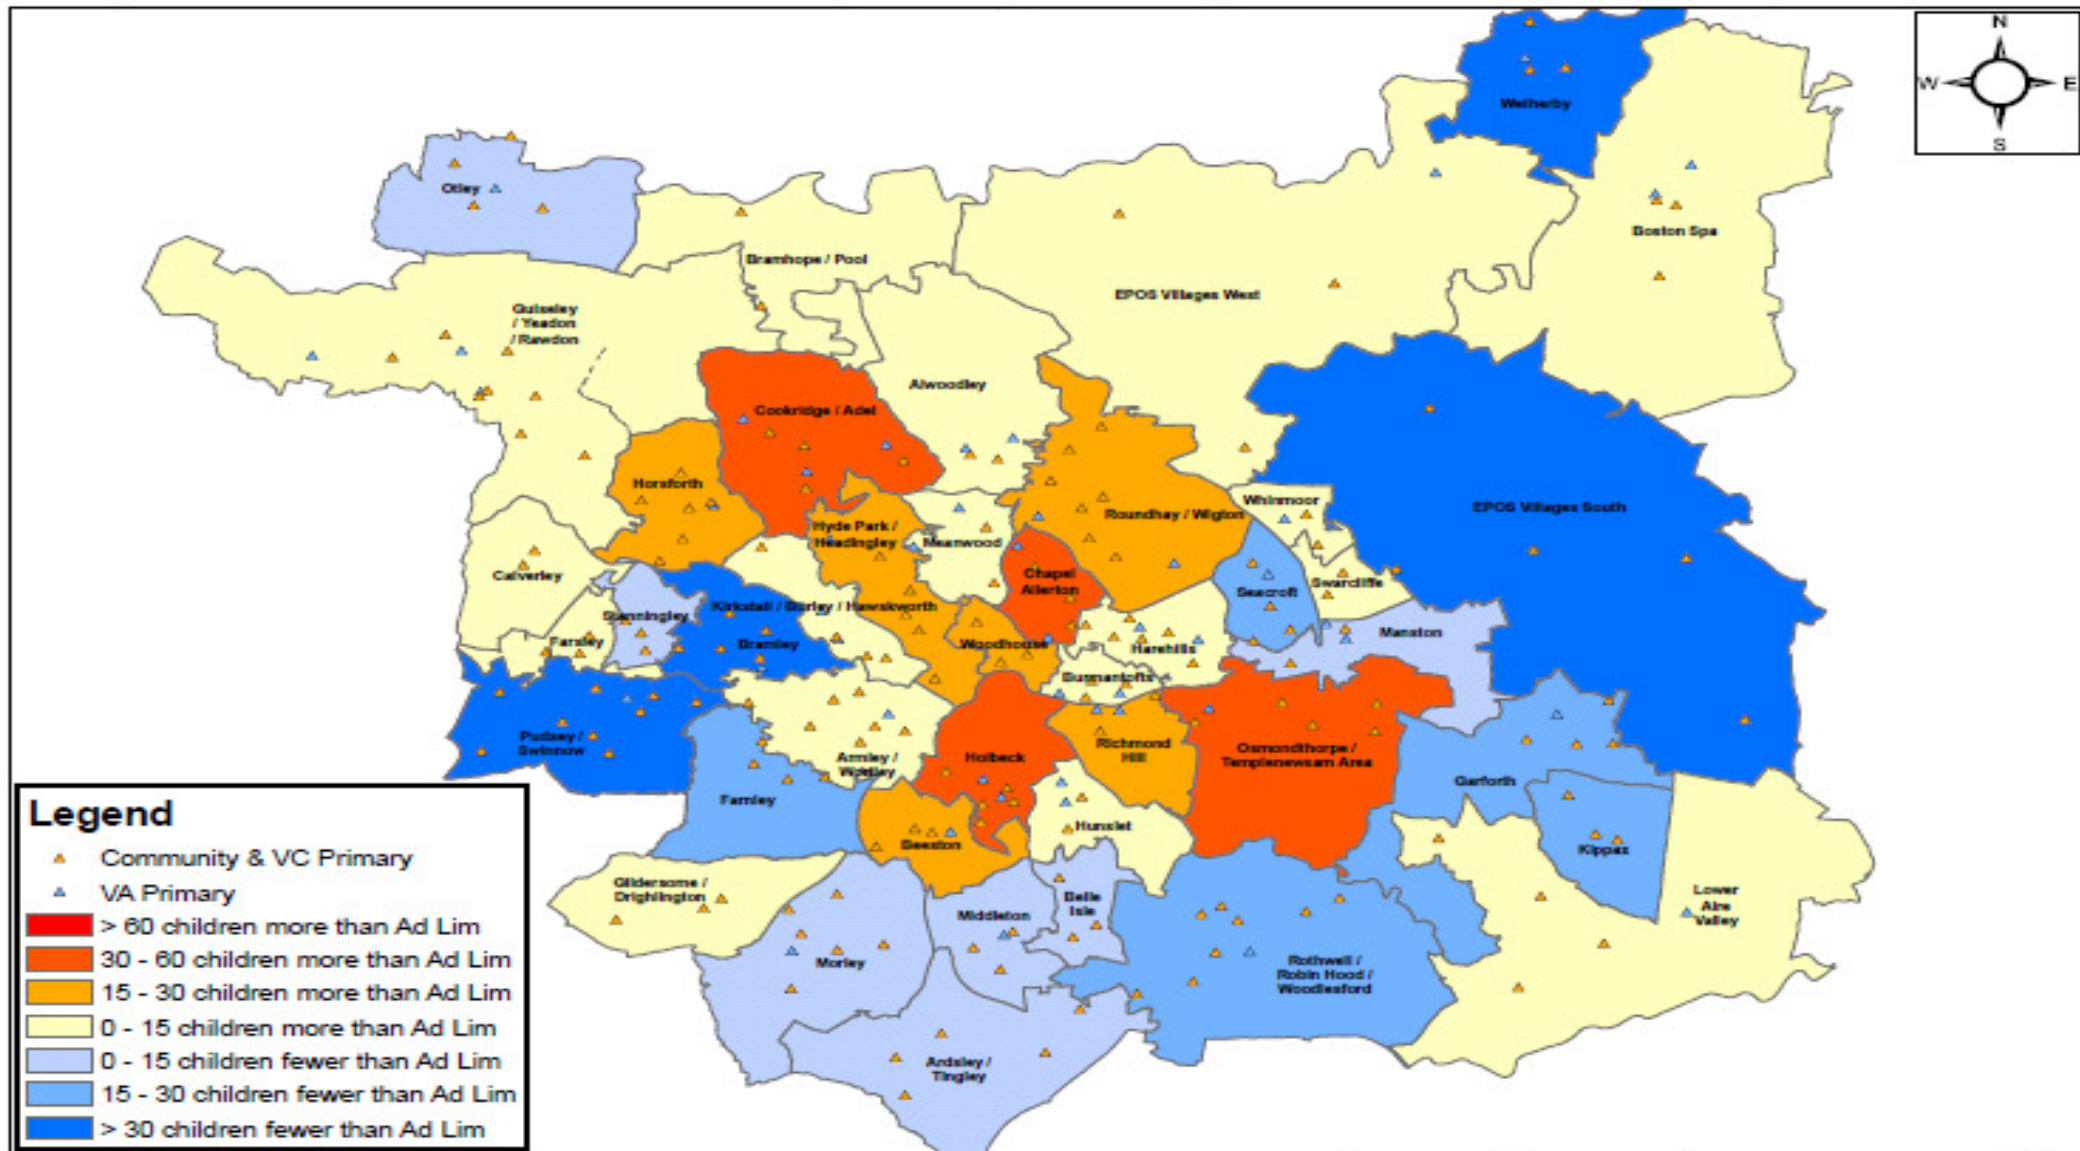 N
W
E
S
Wetherby
Otley
Boston Spa
Bramhope / Pool
EPOS Villages West
Guiseley
/ Yeadon
/ Rawdon
Alwoodley
Cookridge / Adel
Horsforth
Whinmoor
EPOS Villages South
Roundhay / Wigton
Hyde Park /
Headingley
Meanwood
Calverley
Chapel
Allerton
Swarcliffe
Seacroft
Kirkstall / Burley / Hawskworth
Stanningley
Manston
Farsley
Bramley
Woodhouse
Harehills
Burmantofts
Pudsey /
Swinnow
Armley /
Wortley
Holbeck
Richmond
Hill
Osmondthorpe /
Templenewsam Area
Garforth
Farnley
Hunslet
Beeston
Kippax
Gildersome /
Drighlington
Lower
Aire
Valley
Belle
Isle
Middleton
Morley
Rothwell /
Robin Hood /
Woodlesford
Ardsley /
Tingley
Legend
Community & VC Primary
VA Primary
> 60 children more than Ad Lim
30 - 60 children more than Ad Lim
15 - 30 children more than Ad Lim
0 - 15 children more than Ad Lim
0 - 15 children fewer than Ad Lim
15 - 30 children fewer than Ad Lim
> 30 children fewer than Ad Lim